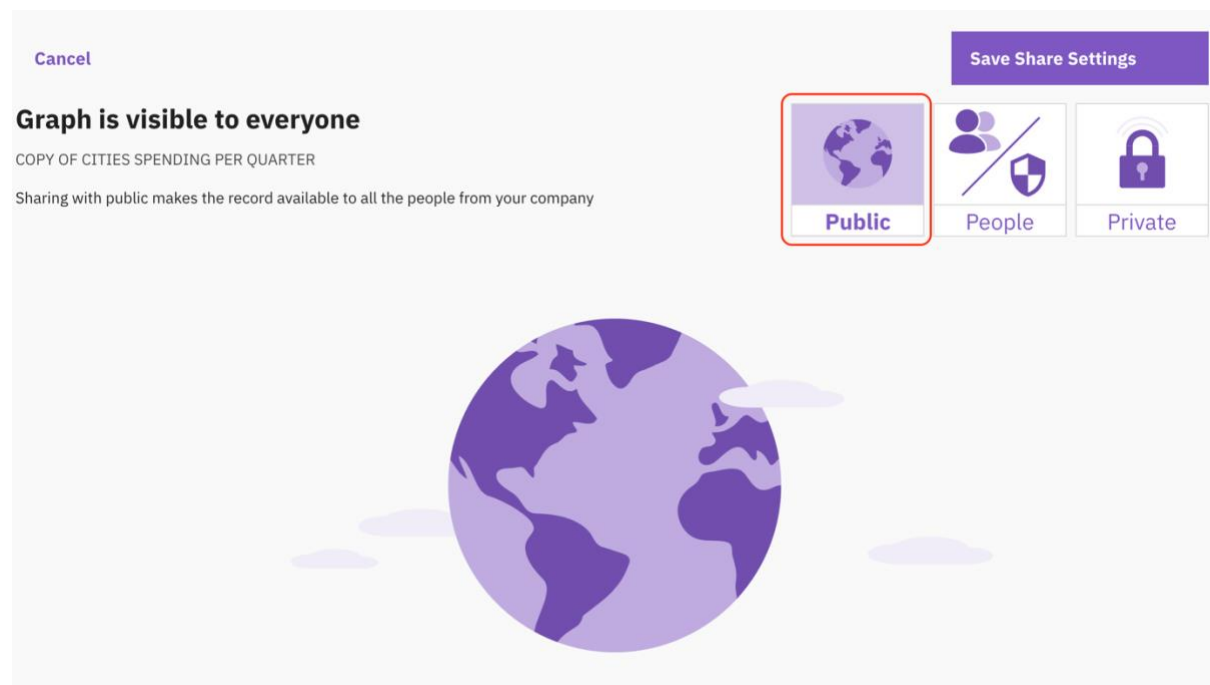 Cancel
Save Share Settings
Graph is visible to everyone
COPY OF CITIES SPENDING PER QUARTER
Sharing with public makes the record available to all the people from your company
Public
People
Private